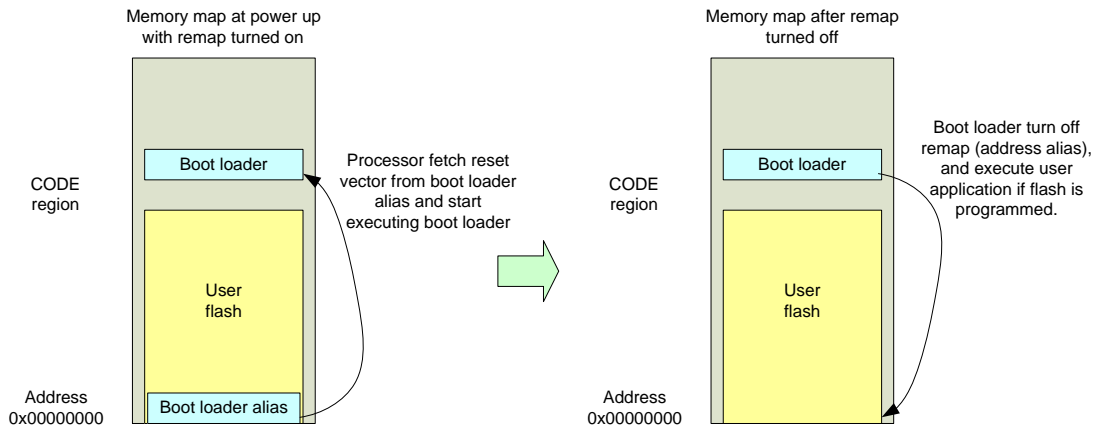 Memory map at power up
with remap turned on
Boot loader
CODE
region
Processor fetch reset
vector from boot loader
alias and start
executing boot loader
User
flash
Address
0x00000000
Boot loader alias
Memory map after remap
turned off
Boot loader
CODE
region
Boot loader turn off
remap (address alias),
and execute user
application if flash is
programmed.
User
flash
Address
0x00000000